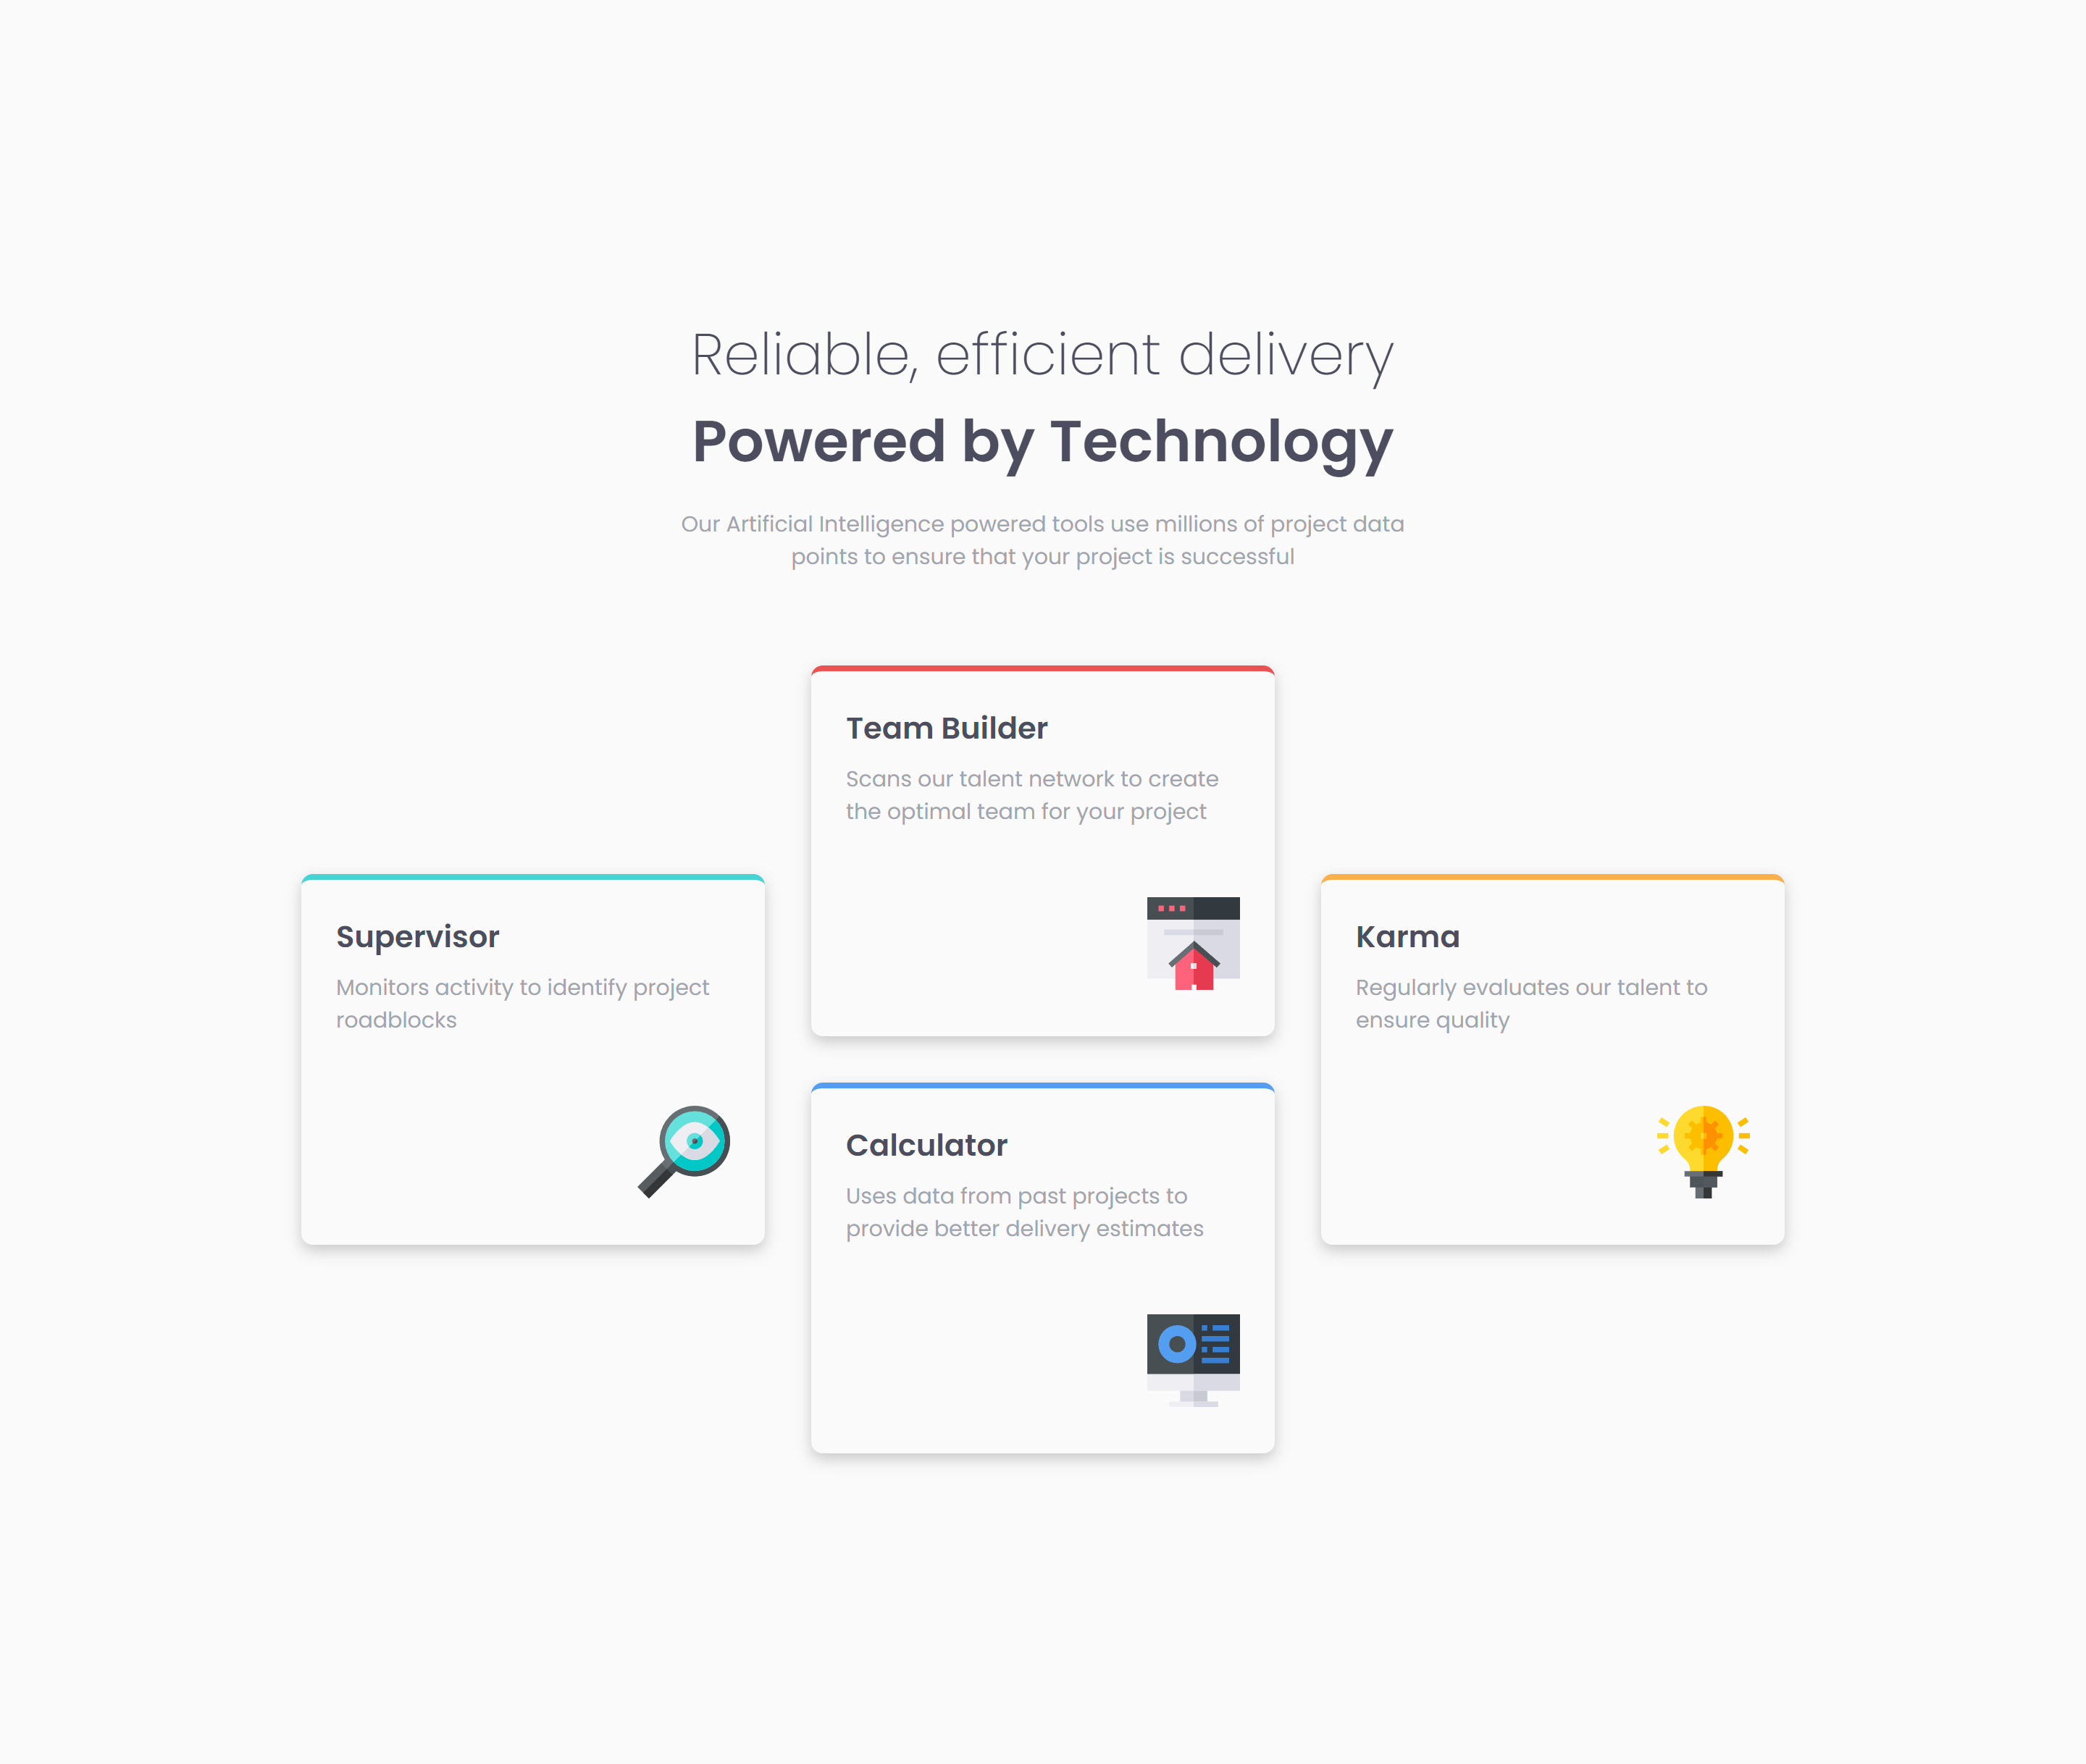 Reliable, efficient delivery
Powered by Technology
Our Artificial Intelligence powered tools use millions of project data
points to ensure that your project is successful
Supervisor
Monitors activity to identify project
roadblocks
Team Builder
Scans our talent network to create
the optimal team for your project
Calculator
Uses data from past projects to
provide better delivery estimates
Karma
Regularly evaluates our talent to
ensure quality